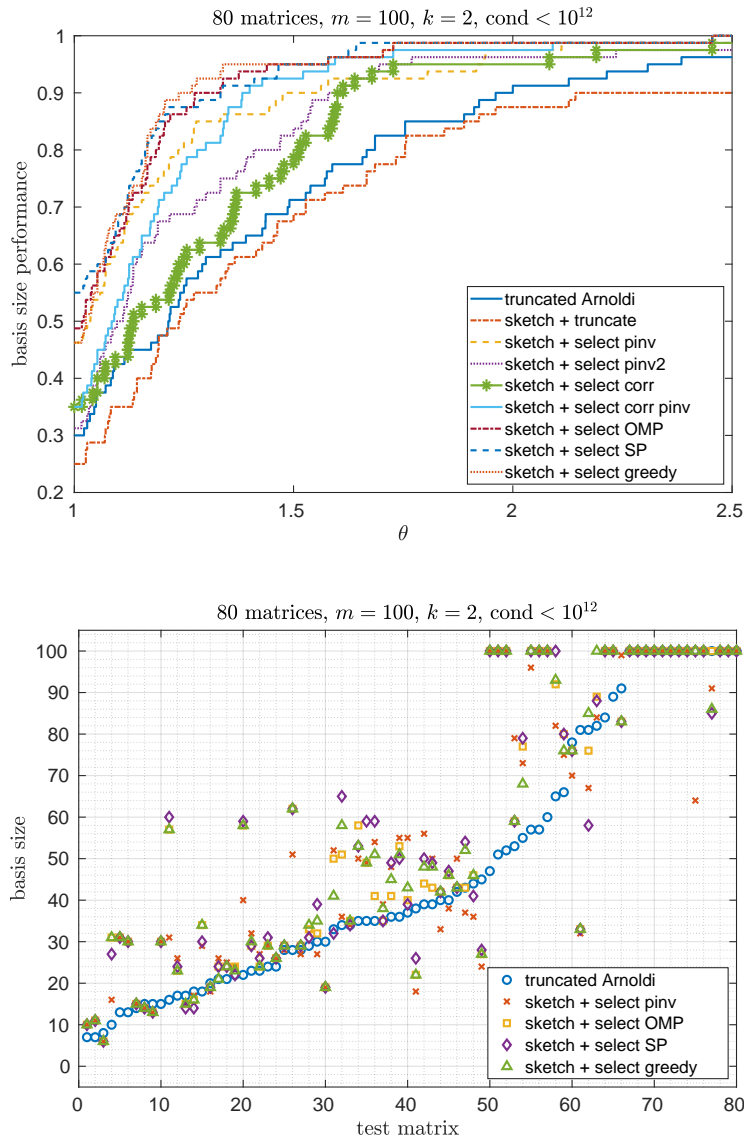 80 matrices, m = 100, k = 2, cond < 10^12
1
0.9
0.8
0.7
0.6
0.5
0.4
0.3
0.2
basis size performance
truncated Arnoldi
sketch + truncate
sketch + select pinv
sketch + select pinv2
sketch + select corr
sketch + select corr pinv
sketch + select OMP
sketch + select SP
sketch + select greedy
1 1.5 2 2.5
θ
80 matrices, m = 100, k = 2, cond < 10^12
100
90
80
70
60
50
40
30
20
10
0
basis size
truncated Arnoldi
sketch + select pinv
sketch + select OMP
sketch + select SP
sketch + select greedy
0 10 20 30 40 50 60 70 80
test matrix